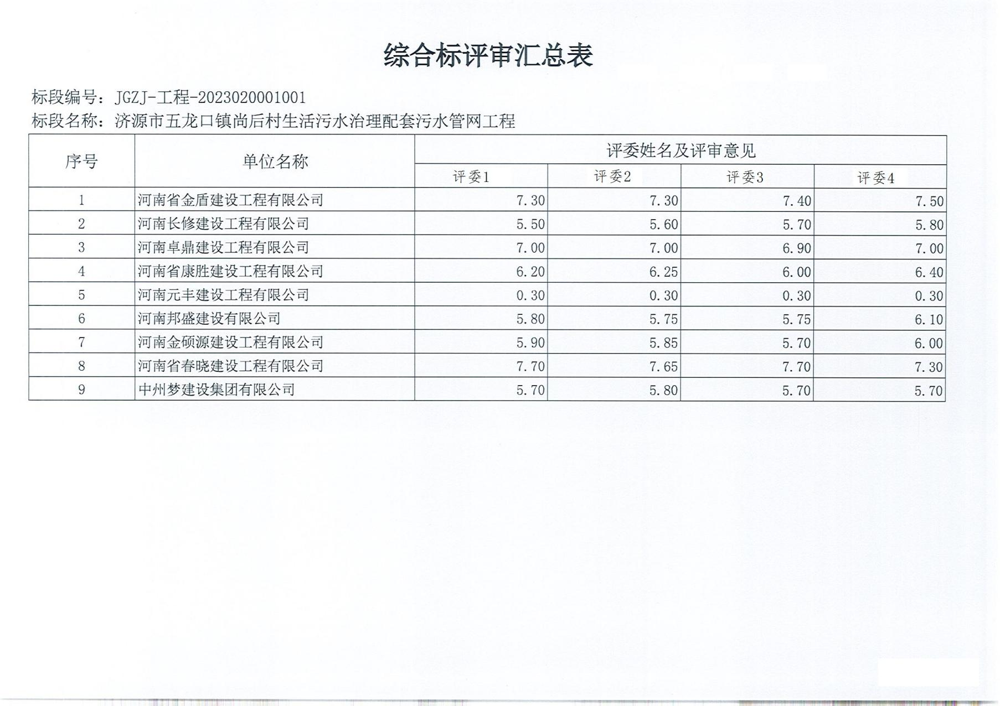 综合标评审汇总表
标段编号：JGZJ-工程-2023020001001
标段名称：济源市五龙口镇尚后村生活污水治理配套污水管网工程
序号 单位名称 评委姓名及评审意见
评委1 评委2 评委3 评委4
1 河南省金盾建设工程有限公司 7.30 7.30 7.40 7.50
2 河南长修建设工程有限公司 5.50 5.60 5.70 5.80
3 河南卓鼎建设工程有限公司 7.00 7.00 6.90 7.00
4 河南省康胜建设工程有限公司 6.20 6.25 6.00 6.40
5 河南元丰建设工程有限公司 0.30 0.30 0.30 0.30
6 河南邦盛建设有限公司 5.80 5.75 5.75 6.10
7 河南金硕源建设工程有限公司 5.90 5.85 5.70 6.00
8 河南省春晓建设工程有限公司 7.70 7.65 7.70 7.30
9 中州梦建设集团有限公司 5.70 5.80 5.70 5.70